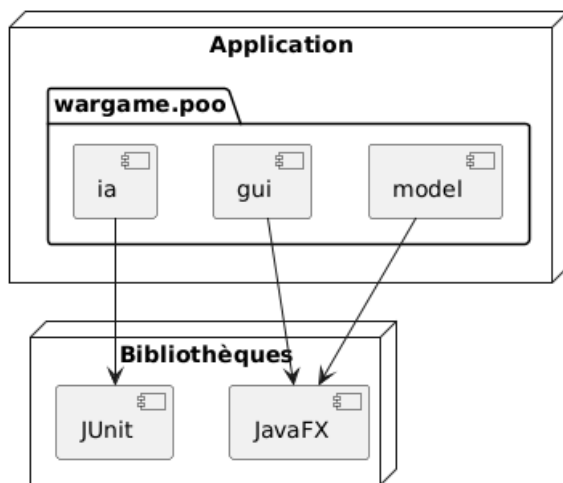 Application
wargame.poo
ia
gui
model
Bibliothèques
JUnit
JavaFX